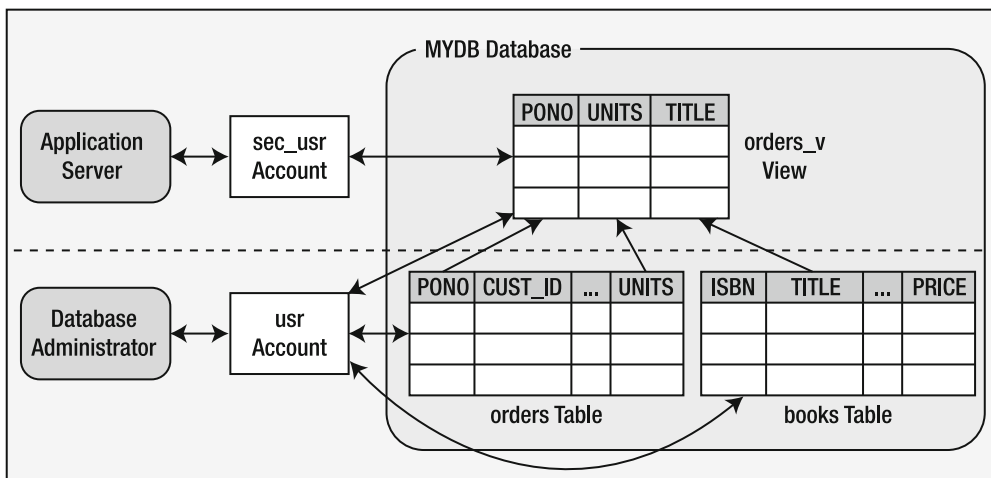 MYDB Database
PONO UNITS TITLE
Application
Server
sec_usr
Account
orders_v
View
PONO CUST_ID ... UNITS
ISBN TITLE ... PRICE
Database
Administrator
usr
Account
orders Table
books Table